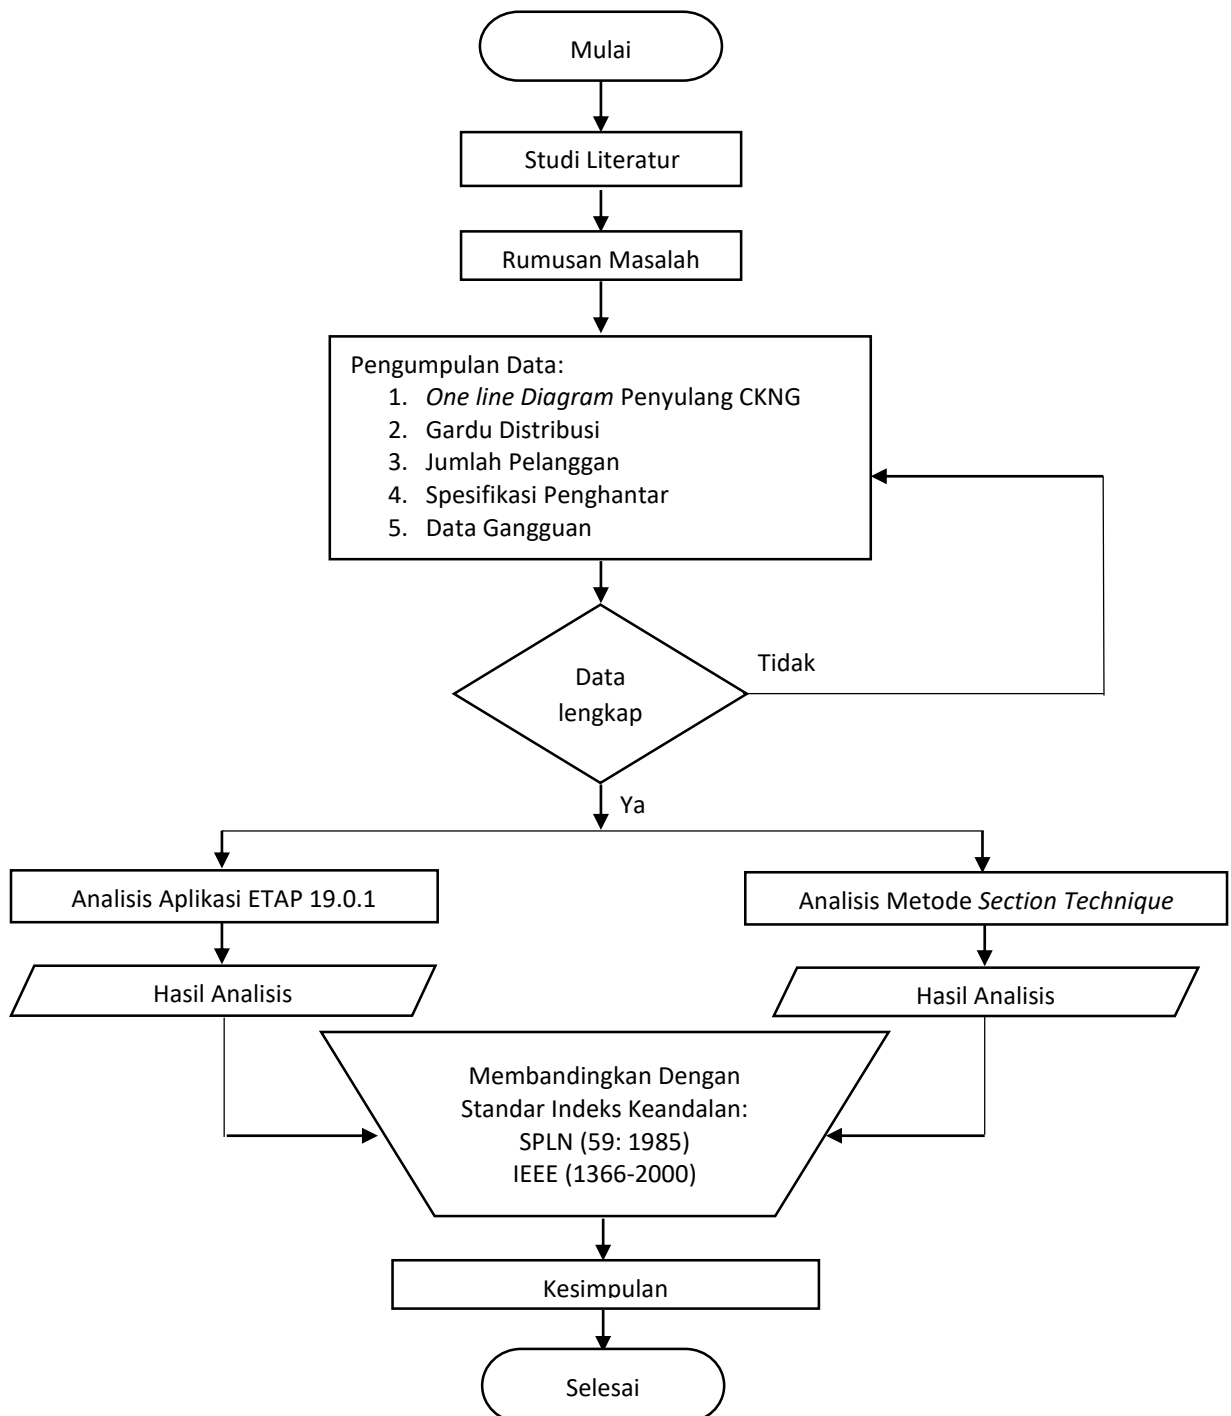 Mulai
Studi Literatur
Rumusan Masalah
Pengumpulan Data:
1. One line Diagram Penyulang CKNG
2. Gardu Distribusi
3. Jumlah Pelanggan
4. Spesifikasi Penghantar
5. Data Gangguan
Data
lengkap
Tidak
Ya
Analisis Aplikasi ETAP 19.0.1
Analisis Metode Section Technique
Hasil Analisis
Hasil Analisis
Membandingkan Dengan
Standar Indeks Keandalan:
SPLN (59: 1985)
IEEE (1366-2000)
Kesimpulan
Selesai